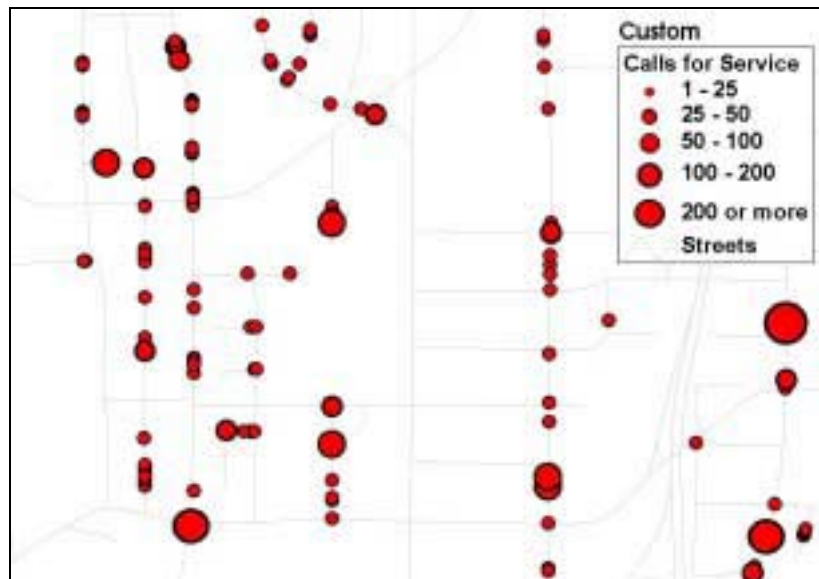 Custom
Calls for Service
1 - 25
25 - 50
50 - 100
100 - 200
200 or more
Streets